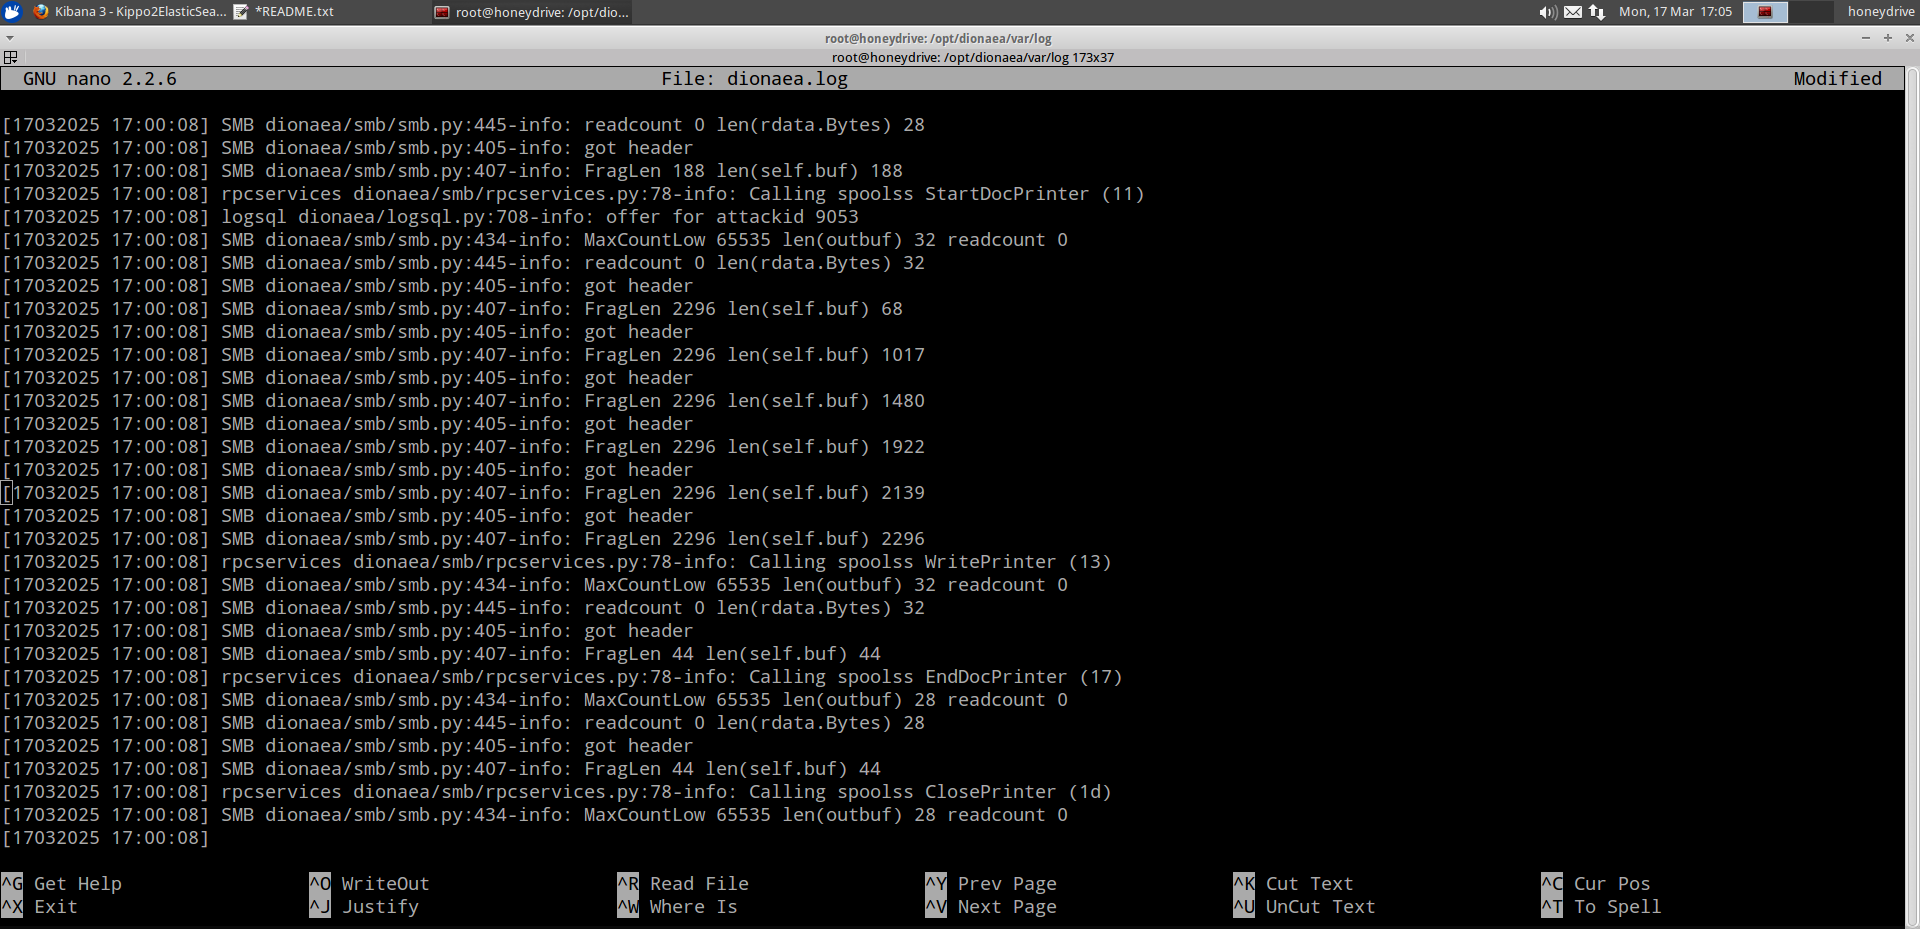 Kibana 3 - Kippo2ElasticSea... *README.txt root@honeydrive: /opt/dio... Mon, 17 Mar 17:05 honeydrive
root@honeydrive: /opt/dionaea/var/log
root@honeydrive: /opt/dionaea/var/log 173x37
GNU nano 2.2.6 File: dionaea.log Modified
[17032025 17:00:08] SMB dionaea/smb/smb.py:445-info: readcount 0 len(rdata.Bytes) 28
[17032025 17:00:08] SMB dionaea/smb/smb.py:405-info: got header
[17032025 17:00:08] SMB dionaea/smb/smb.py:407-info: FragLen 188 len(self.buf) 188
[17032025 17:00:08] rpcservices dionaea/smb/rpcservices.py:78-info: Calling spoolss StartDocPrinter (11)
[17032025 17:00:08] logsql dionaea/logsql.py:708-info: offer for attackid 9053
[17032025 17:00:08] SMB dionaea/smb/smb.py:434-info: MaxCountLow 65535 len(outbuf) 32 readcount 0
[17032025 17:00:08] SMB dionaea/smb/smb.py:445-info: readcount 0 len(rdata.Bytes) 32
[17032025 17:00:08] SMB dionaea/smb/smb.py:405-info: got header
[17032025 17:00:08] SMB dionaea/smb/smb.py:407-info: FragLen 2296 len(self.buf) 68
[17032025 17:00:08] SMB dionaea/smb/smb.py:405-info: got header
[17032025 17:00:08] SMB dionaea/smb/smb.py:407-info: FragLen 2296 len(self.buf) 1017
[17032025 17:00:08] SMB dionaea/smb/smb.py:405-info: got header
[17032025 17:00:08] SMB dionaea/smb/smb.py:407-info: FragLen 2296 len(self.buf) 1480
[17032025 17:00:08] SMB dionaea/smb/smb.py:405-info: got header
[17032025 17:00:08] SMB dionaea/smb/smb.py:407-info: FragLen 2296 len(self.buf) 1922
[17032025 17:00:08] SMB dionaea/smb/smb.py:405-info: got header
[17032025 17:00:08] SMB dionaea/smb/smb.py:407-info: FragLen 2296 len(self.buf) 2139
[17032025 17:00:08] SMB dionaea/smb/smb.py:405-info: got header
[17032025 17:00:08] SMB dionaea/smb/smb.py:407-info: FragLen 2296 len(self.buf) 2296
[17032025 17:00:08] rpcservices dionaea/smb/rpcservices.py:78-info: Calling spoolss WritePrinter (13)
[17032025 17:00:08] SMB dionaea/smb/smb.py:434-info: MaxCountLow 65535 len(outbuf) 32 readcount 0
[17032025 17:00:08] SMB dionaea/smb/smb.py:445-info: readcount 0 len(rdata.Bytes) 32
[17032025 17:00:08] SMB dionaea/smb/smb.py:405-info: got header
[17032025 17:00:08] SMB dionaea/smb/smb.py:407-info: FragLen 44 len(self.buf) 44
[17032025 17:00:08] rpcservices dionaea/smb/rpcservices.py:78-info: Calling spoolss EndDocPrinter (17)
[17032025 17:00:08] SMB dionaea/smb/smb.py:434-info: MaxCountLow 65535 len(outbuf) 28 readcount 0
[17032025 17:00:08] SMB dionaea/smb/smb.py:445-info: readcount 0 len(rdata.Bytes) 28
[17032025 17:00:08] SMB dionaea/smb/smb.py:405-info: got header
[17032025 17:00:08] SMB dionaea/smb/smb.py:407-info: FragLen 44 len(self.buf) 44
[17032025 17:00:08] rpcservices dionaea/smb/rpcservices.py:78-info: Calling spoolss ClosePrinter (1d)
[17032025 17:00:08] SMB dionaea/smb/smb.py:434-info: MaxCountLow 65535 len(outbuf) 28 readcount 0
[17032025 17:00:08]
^G Get Help ^O WriteOut ^R Read File ^Y Prev Page ^K Cut Text ^C Cur Pos
^X Exit ^J Justify ^W Where Is ^V Next Page ^U UnCut Text ^T To Spell